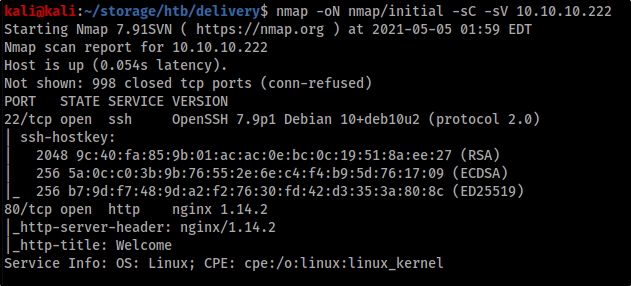 kali@kali:~/storage/htb/delivery$ nmap -oN nmap/initial -sC -sV 10.10.10.222
Starting Nmap 7.91SVN ( https://nmap.org ) at 2021-05-05 01:59 EDT
Nmap scan report for 10.10.10.222
Host is up (0.054s latency).
Not shown: 998 closed tcp ports (conn-refused)
PORT   STATE SERVICE VERSION
22/tcp open  ssh     OpenSSH 7.9p1 Debian 10+deb10u2 (protocol 2.0)
| ssh-hostkey:
|   2048 9c:40:fa:85:9b:01:ac:ac:0e:bc:0c:19:51:8a:ee:27 (RSA)
|   256 5a:0c:c0:3b:9b:76:55:2e:6e:c4:f4:b9:5d:76:17:09 (ECDSA)
|_  256 b7:9d:f7:48:9d:a2:f2:76:30:fd:42:d3:35:3a:80:8c (ED25519)
80/tcp open  http    nginx 1.14.2
|_http-server-header: nginx/1.14.2
|_http-title: Welcome
Service Info: OS: Linux; CPE: cpe:/o:linux:linux_kernel